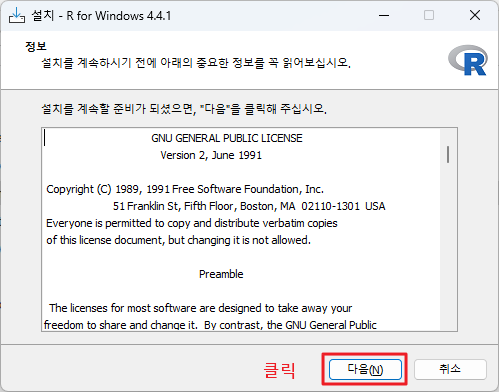 설치 - R for Windows 4.4.1
정보
설치를 계속하시기 전에 아래의 중요한 정보를 꼭 읽어보십시오.
R
설치를 계속할 준비가 되셨으면, "다음"을 클릭해 주십시오.
GNU GENERAL PUBLIC LICENSE
Version 2, June 1991
Copyright (C) 1989, 1991 Free Software Foundation, Inc.
51 Franklin St, Fifth Floor, Boston, MA  02110-1301  USA
Everyone is permitted to copy and distribute verbatim copies
of this license document, but changing it is not allowed.
Preamble
The licenses for most software are designed to take away your
freedom to share and change it.  By contrast, the GNU General Public
클릭
다음(N)
취소